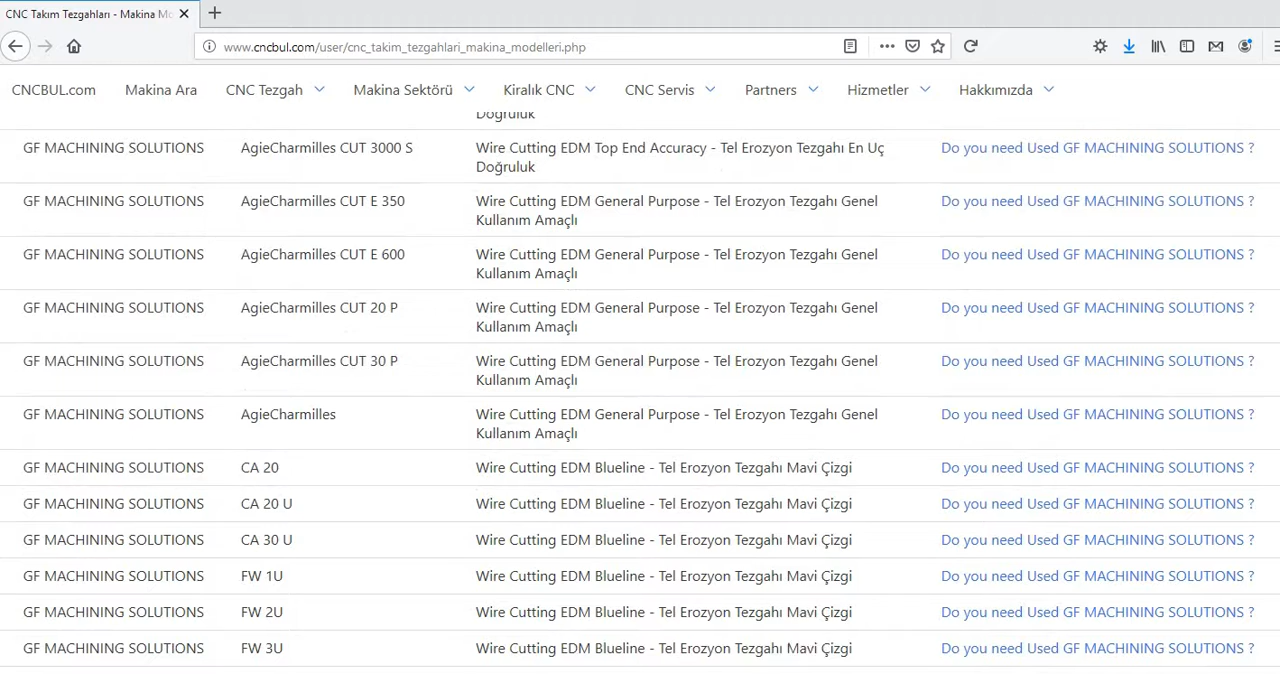 CNC Takım Tezgahları - Makina Mo
www.cncbul.com/user/cnc_takim_tezgahlari_makina_modelleri.php
CNCBUL.com Makina Ara CNC Tezgah Makina Sektörü Kiralık CNC CNC Servis Partners Hizmetler Hakkımızda
Doğruluk
GF MACHINING SOLUTIONS AgieCharmilles CUT 3000 S Wire Cutting EDM Top End Accuracy - Tel Erozyon Tezgahı En Uç Do you need Used GF MACHINING SOLUTIONS ?
Doğruluk
GF MACHINING SOLUTIONS AgieCharmilles CUT E 350 Wire Cutting EDM General Purpose - Tel Erozyon Tezgahı Genel Do you need Used GF MACHINING SOLUTIONS ?
Kullanım Amaçlı
GF MACHINING SOLUTIONS AgieCharmilles CUT E 600 Wire Cutting EDM General Purpose - Tel Erozyon Tezgahı Genel Do you need Used GF MACHINING SOLUTIONS ?
Kullanım Amaçlı
GF MACHINING SOLUTIONS AgieCharmilles CUT 20 P Wire Cutting EDM General Purpose - Tel Erozyon Tezgahı Genel Do you need Used GF MACHINING SOLUTIONS ?
Kullanım Amaçlı
GF MACHINING SOLUTIONS AgieCharmilles CUT 30 P Wire Cutting EDM General Purpose - Tel Erozyon Tezgahı Genel Do you need Used GF MACHINING SOLUTIONS ?
Kullanım Amaçlı
GF MACHINING SOLUTIONS AgieCharmilles Wire Cutting EDM General Purpose - Tel Erozyon Tezgahı Genel Do you need Used GF MACHINING SOLUTIONS ?
Kullanım Amaçlı
GF MACHINING SOLUTIONS CA 20 Wire Cutting EDM Blueline - Tel Erozyon Tezgahı Mavi Çizgi Do you need Used GF MACHINING SOLUTIONS ?
GF MACHINING SOLUTIONS CA 20 U Wire Cutting EDM Blueline - Tel Erozyon Tezgahı Mavi Çizgi Do you need Used GF MACHINING SOLUTIONS ?
GF MACHINING SOLUTIONS CA 30 U Wire Cutting EDM Blueline - Tel Erozyon Tezgahı Mavi Çizgi Do you need Used GF MACHINING SOLUTIONS ?
GF MACHINING SOLUTIONS FW 1U Wire Cutting EDM Blueline - Tel Erozyon Tezgahı Mavi Çizgi Do you need Used GF MACHINING SOLUTIONS ?
GF MACHINING SOLUTIONS FW 2U Wire Cutting EDM Blueline - Tel Erozyon Tezgahı Mavi Çizgi Do you need Used GF MACHINING SOLUTIONS ?
GF MACHINING SOLUTIONS FW 3U Wire Cutting EDM Blueline - Tel Erozyon Tezgahı Mavi Çizgi Do you need Used GF MACHINING SOLUTIONS ?